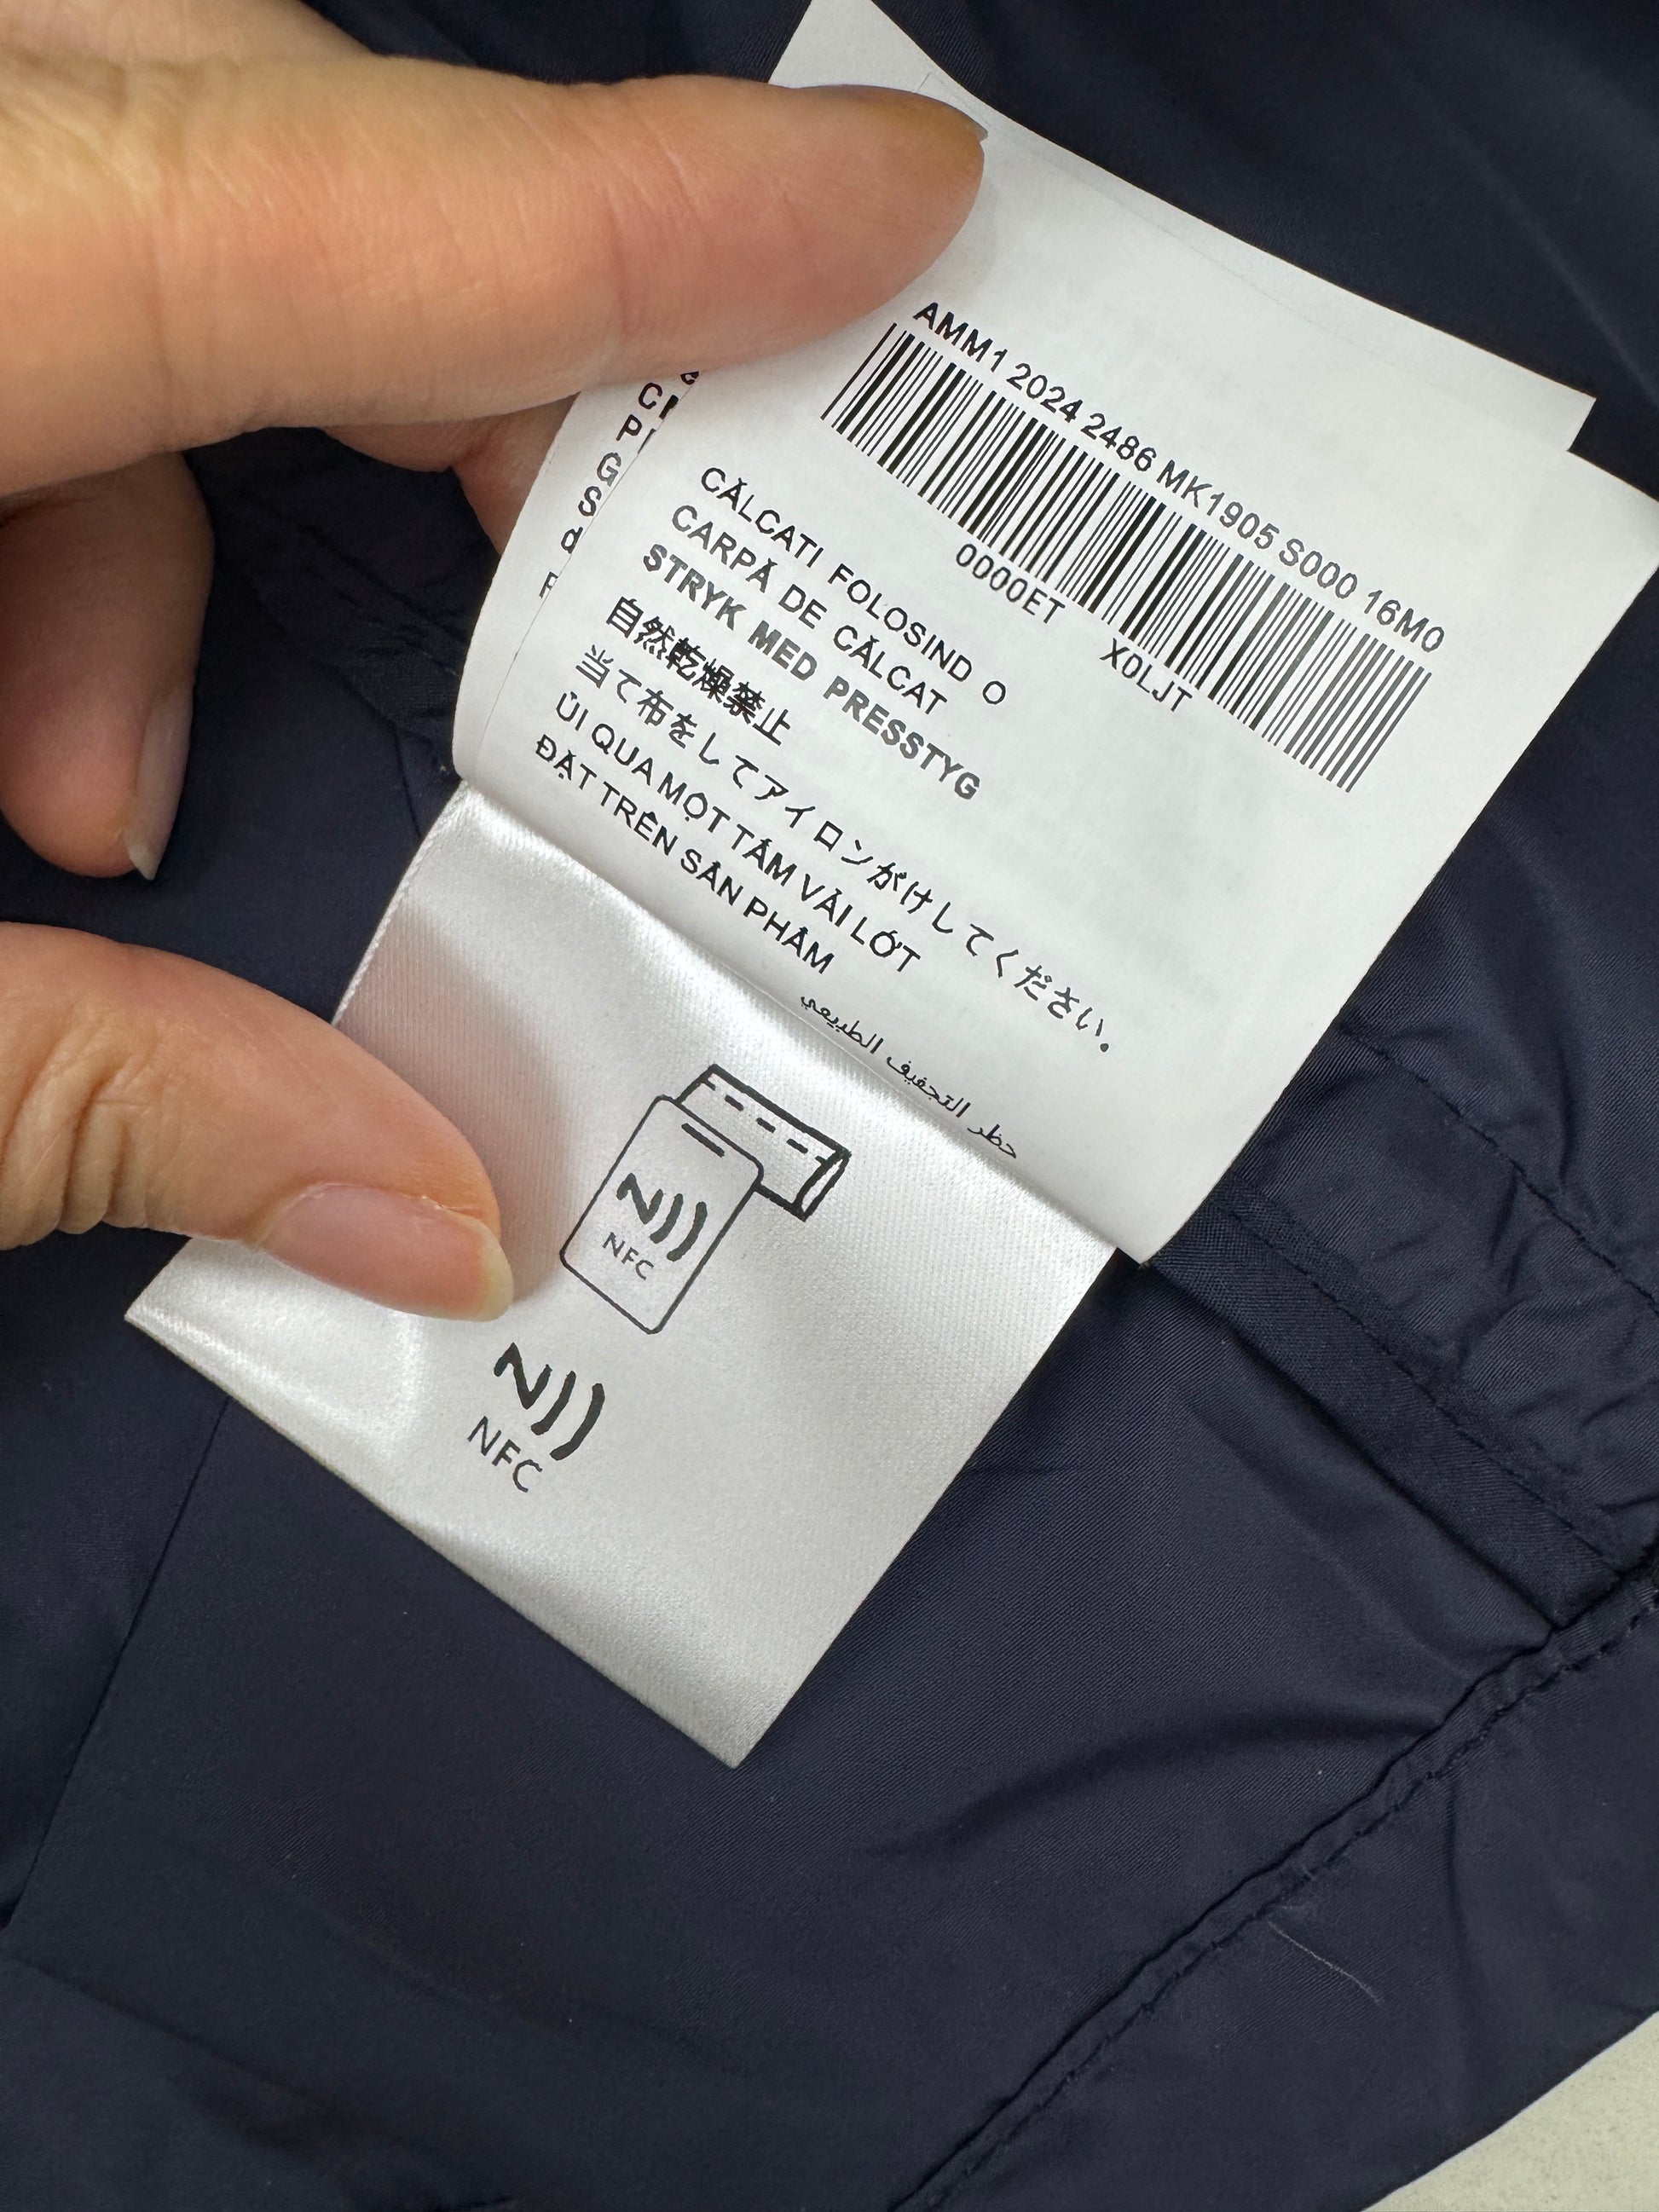 AMM1 2024 2486 MK1905 S000 16M0
0000ET X0LJT
CĂLCATI FOLOSIND O
CARPĂ DE CĂLCAT
STRYK MED PRESSTYG
自然乾燥禁止
当て布をしてアイロンがけしてください。
ỦI QUA MỘT TẤM VẢI LÓT
ĐẶT TRÊN SẢN PHẨM
حظر التجفيف الطبيعي
NFC
NFC